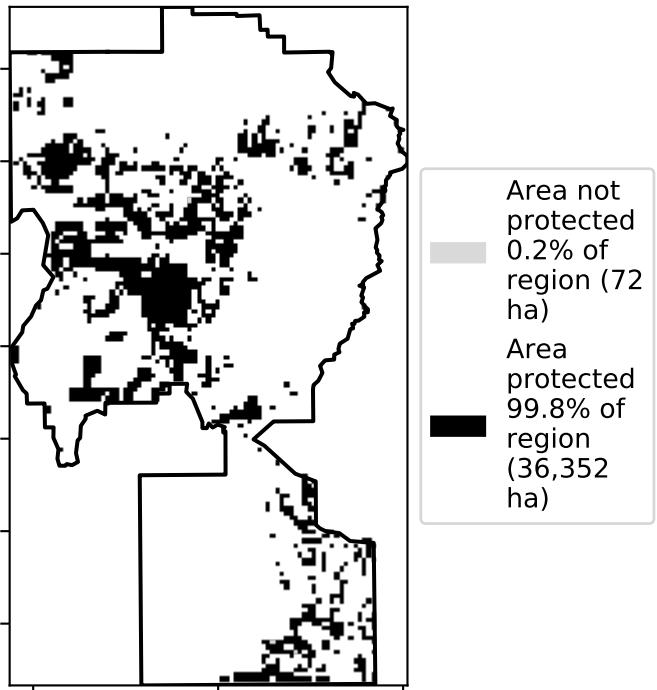 Area not
protected
0.2% of
region (72
ha)
Area
protected
99.8% of
region
(36,352
ha)